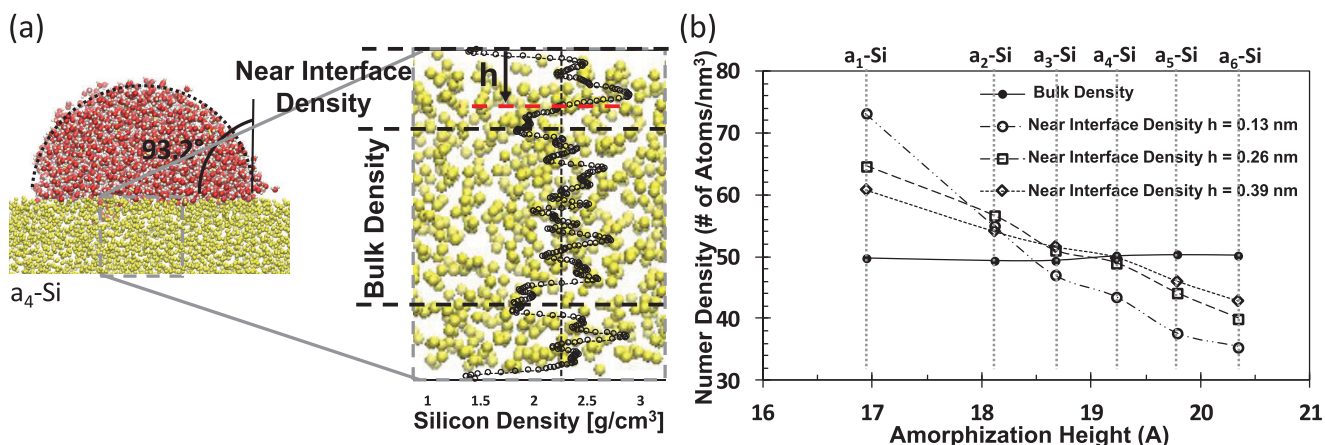 (a)
Near Interface
Density
93.2°
a4-Si
h
Bulk Density
1 1.5 2 2.5 3
Silicon Density [g/cm³]
(b)
a1-Si a2-Si a3-Si a4-Si a5-Si a6-Si
80
70
60
50
40
30
Numer Density (# of Atoms/nm³)
Bulk Density
Near Interface Density h = 0.13 nm
Near Interface Density h = 0.26 nm
Near Interface Density h = 0.39 nm
16 17 18 19 20 21
Amorphization Height (A)